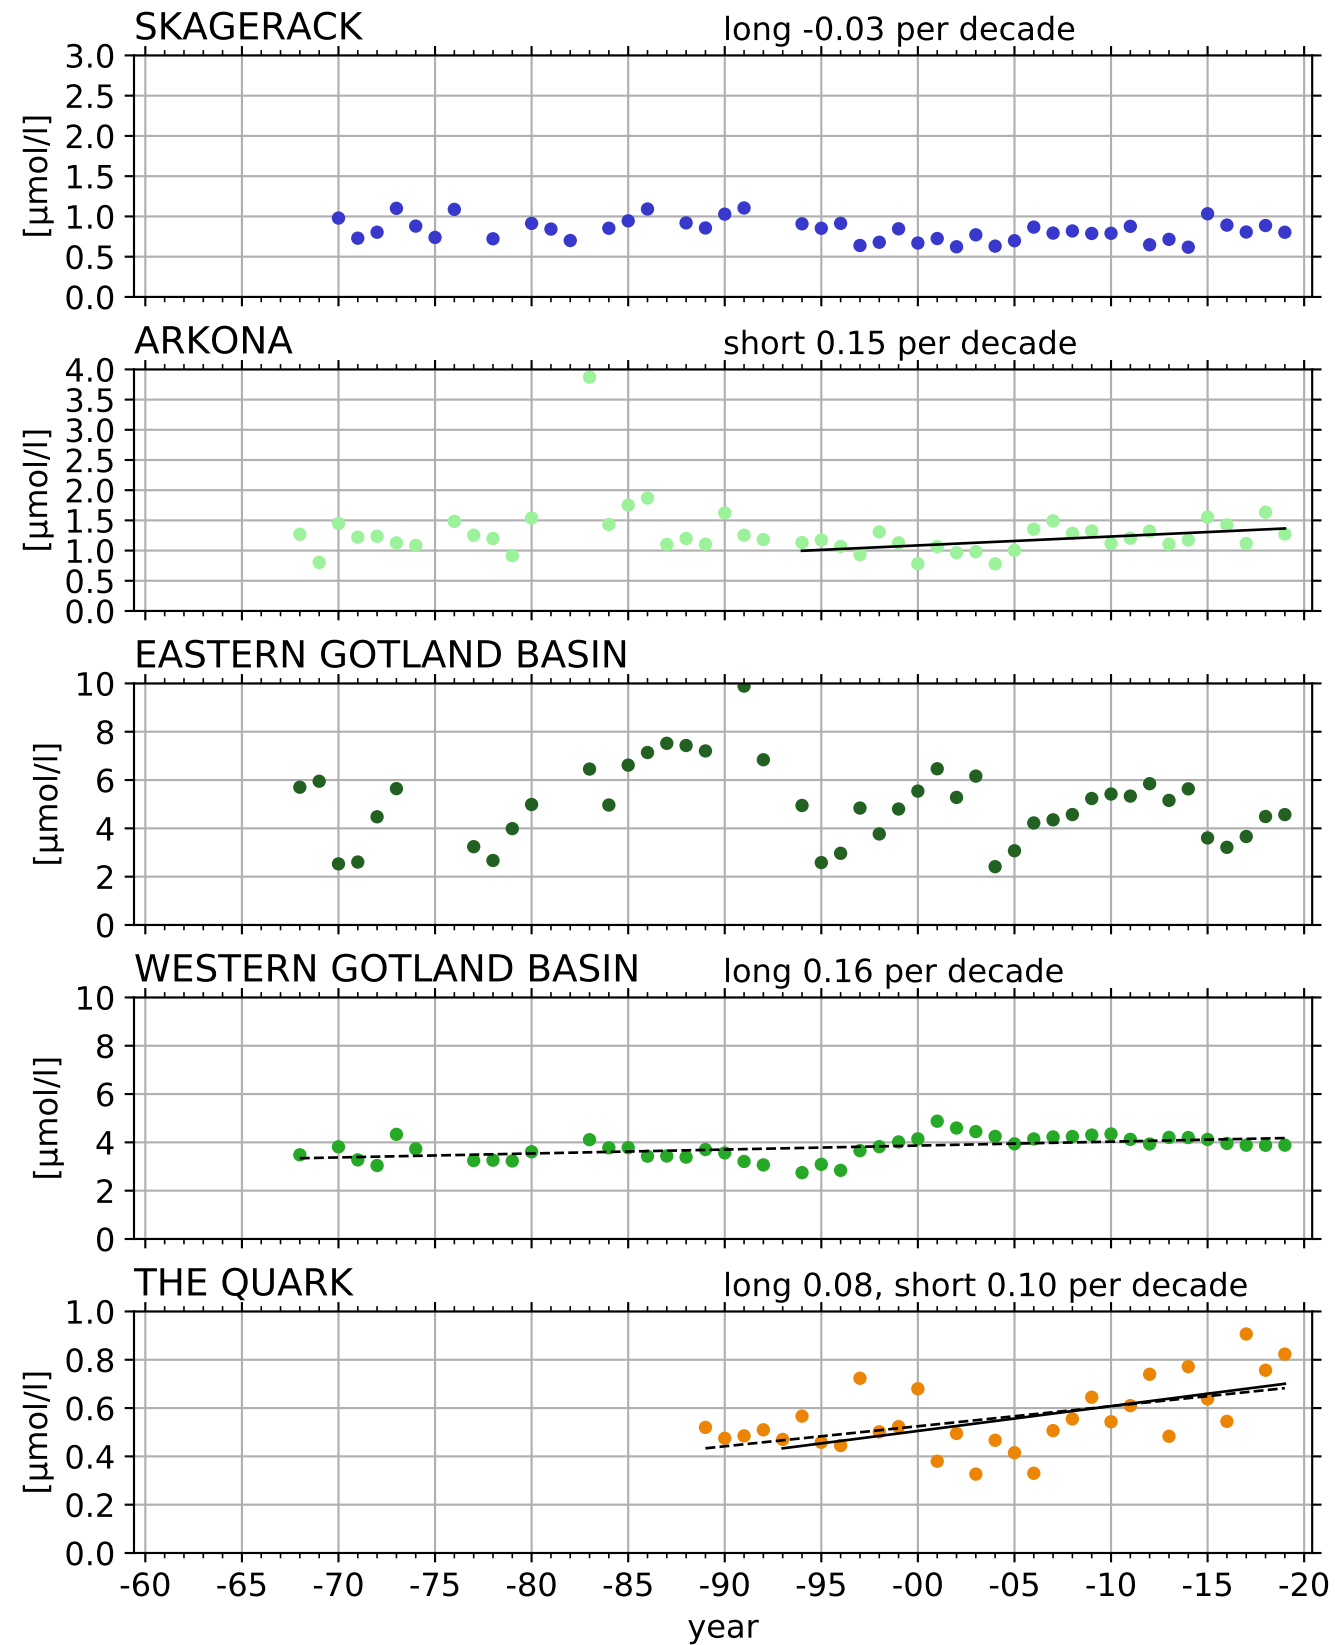 SKAGERACK long -0.03 per decade
3.0
2.5
2.0
1.5
1.0
0.5
0.0
[µmol/l]
ARKONA short 0.15 per decade
4.0
3.5
3.0
2.5
2.0
1.5
1.0
0.5
0.0
[µmol/l]
EASTERN GOTLAND BASIN
10
8
6
4
2
0
[µmol/l]
WESTERN GOTLAND BASIN long 0.16 per decade
10
8
6
4
2
0
[µmol/l]
THE QUARK long 0.08, short 0.10 per decade
1.0
0.8
0.6
0.4
0.2
0.0
[µmol/l]
-60 -65 -70 -75 -80 -85 -90 -95 -00 -05 -10 -15 -20
year